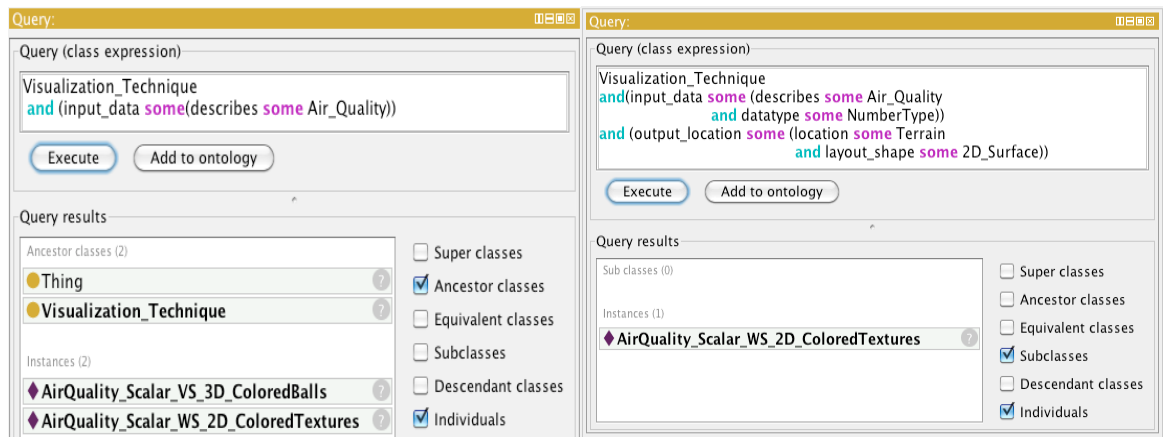 Query:
Query (class expression)
Visualization_Technique
and (input_data some(describes some Air_Quality))
Execute
Add to ontology
Query results
Ancestor classes (2)
Thing
?
Visualization_Technique
?
Instances (2)
AirQuality_Scalar_VS_3D_ColoredBalls
?
AirQuality_Scalar_WS_2D_ColoredTextures
?
Super classes
Ancestor classes
Equivalent classes
Subclasses
Descendant classes
Individuals
Query:
Query (class expression)
Visualization_Technique
and(input_data some (describes some Air_Quality
and datatype some NumberType))
and (output_location some (location some Terrain
and layout_shape some 2D_Surface))
Execute
Add to ontology
Query results
Sub classes (0)
Instances (1)
AirQuality_Scalar_WS_2D_ColoredTextures
?
Super classes
Ancestor classes
Equivalent classes
Subclasses
Descendant classes
Individuals